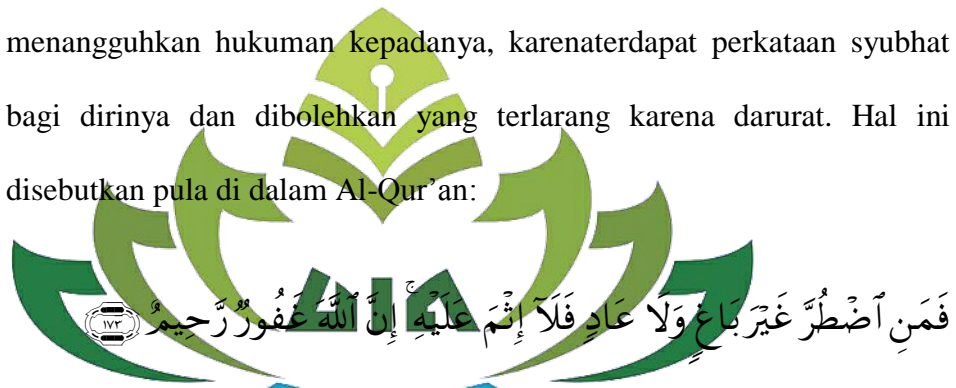 menangguhkan hukuman kepadanya, karenaterdapat perkataan syubhat
bagi dirinya dan dibolehkan yang terlarang karena darurat. Hal ini
disebutkan pula di dalam Al-Qur’an:
فَمَنِ ٱضْطُرَّ غَيْرَ بَاغٍ وَلَا عَادٍ فَلَآ إِثْمَ عَلَيْهِ ۚ إِنَّ ٱللَّهَ غَفُورٌ رَّحِيمٌ ۝١٧٣